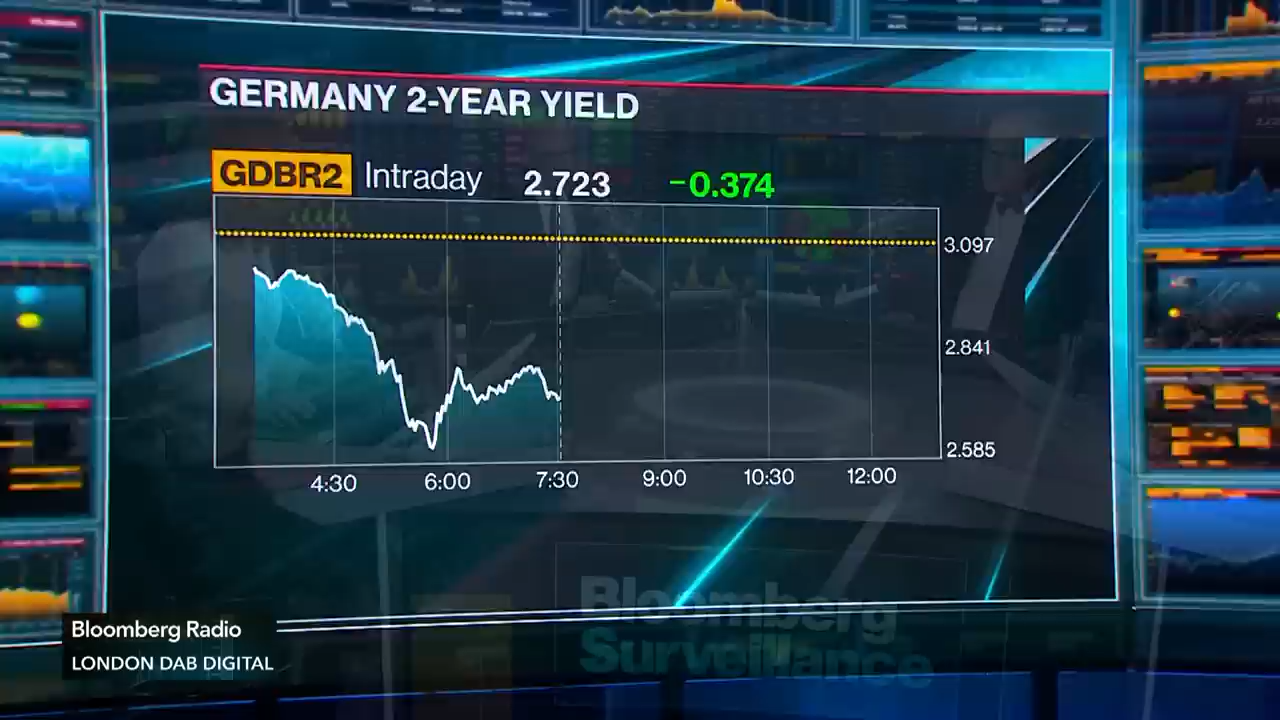 GERMANY 2-YEAR YIELD
GDBR2 Intraday 2.723 -0.374
3.097
2.841
2.585
4:30 6:00 7:30 9:00 10:30 12:00
Bloomberg
Surveillance
Bloomberg Radio
LONDON DAB DIGITAL